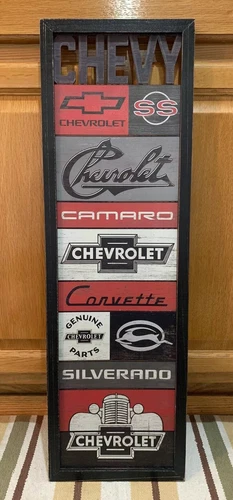 CHEVY
CHEVROLET
SS
Chevrolet
CAMARO
CHEVROLET
Corvette
GENUINE
CHEVROLET
PARTS
SILVERADO
CHEVROLET